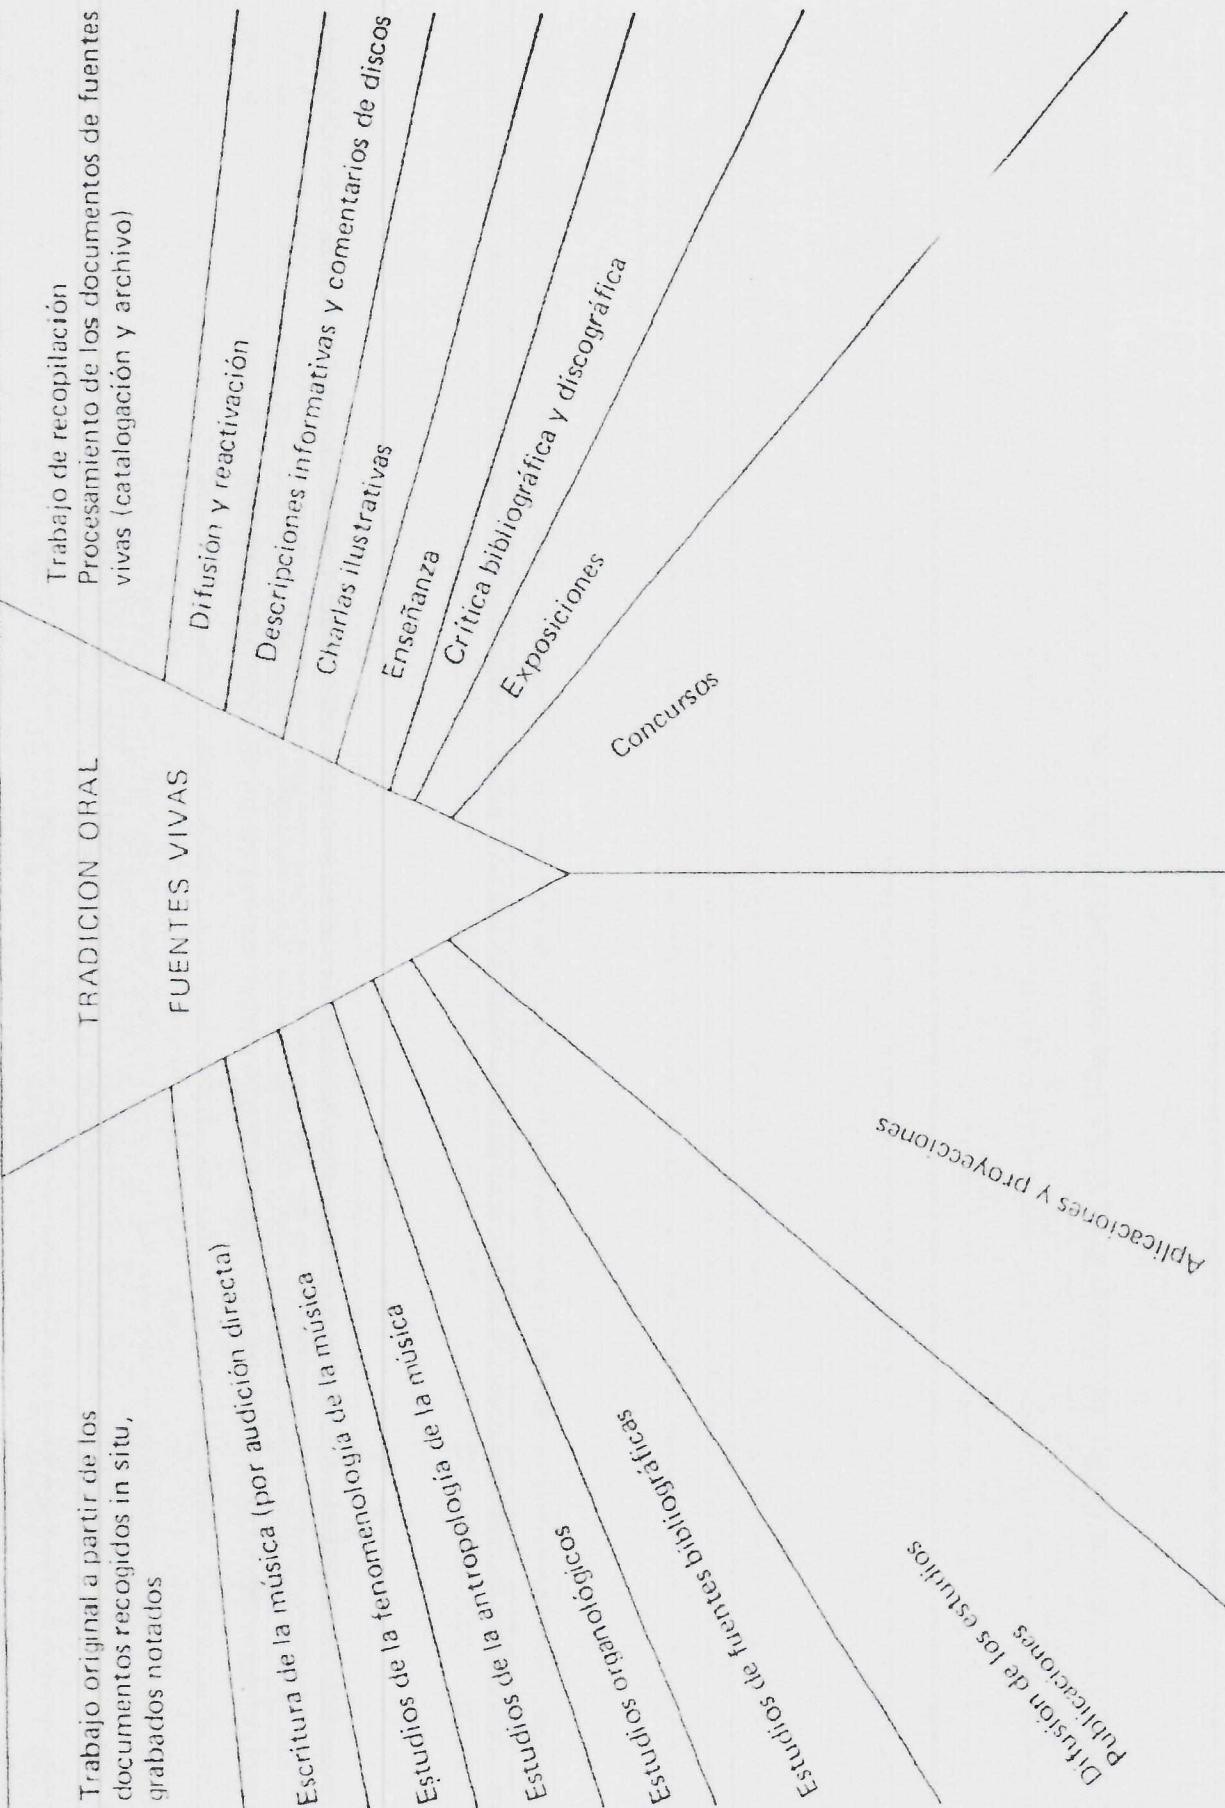 TRADICION ORAL
FUENTES VIVAS
Trabajo original a partir de los
documentos recogidos in situ,
grabados notados
Escritura de la música (por audición directa)
Estudios de la fenomenología de la música
Estudios de la antropología de la música
Estudios organológicos
Estudios de fuentes bibliográficas
Difusión de los estudios
Publicaciones
Aplicaciones y proyecciones
Trabajo de recopilación
Procesamiento de los documentos de fuentes
vivas (catalogación y archivo)
Difusión y reactivación
Descripciones informativas y comentarios de discos
Charlas ilustrativas
Enseñanza
Crítica bibliográfica y discográfica
Exposiciones
Concursos